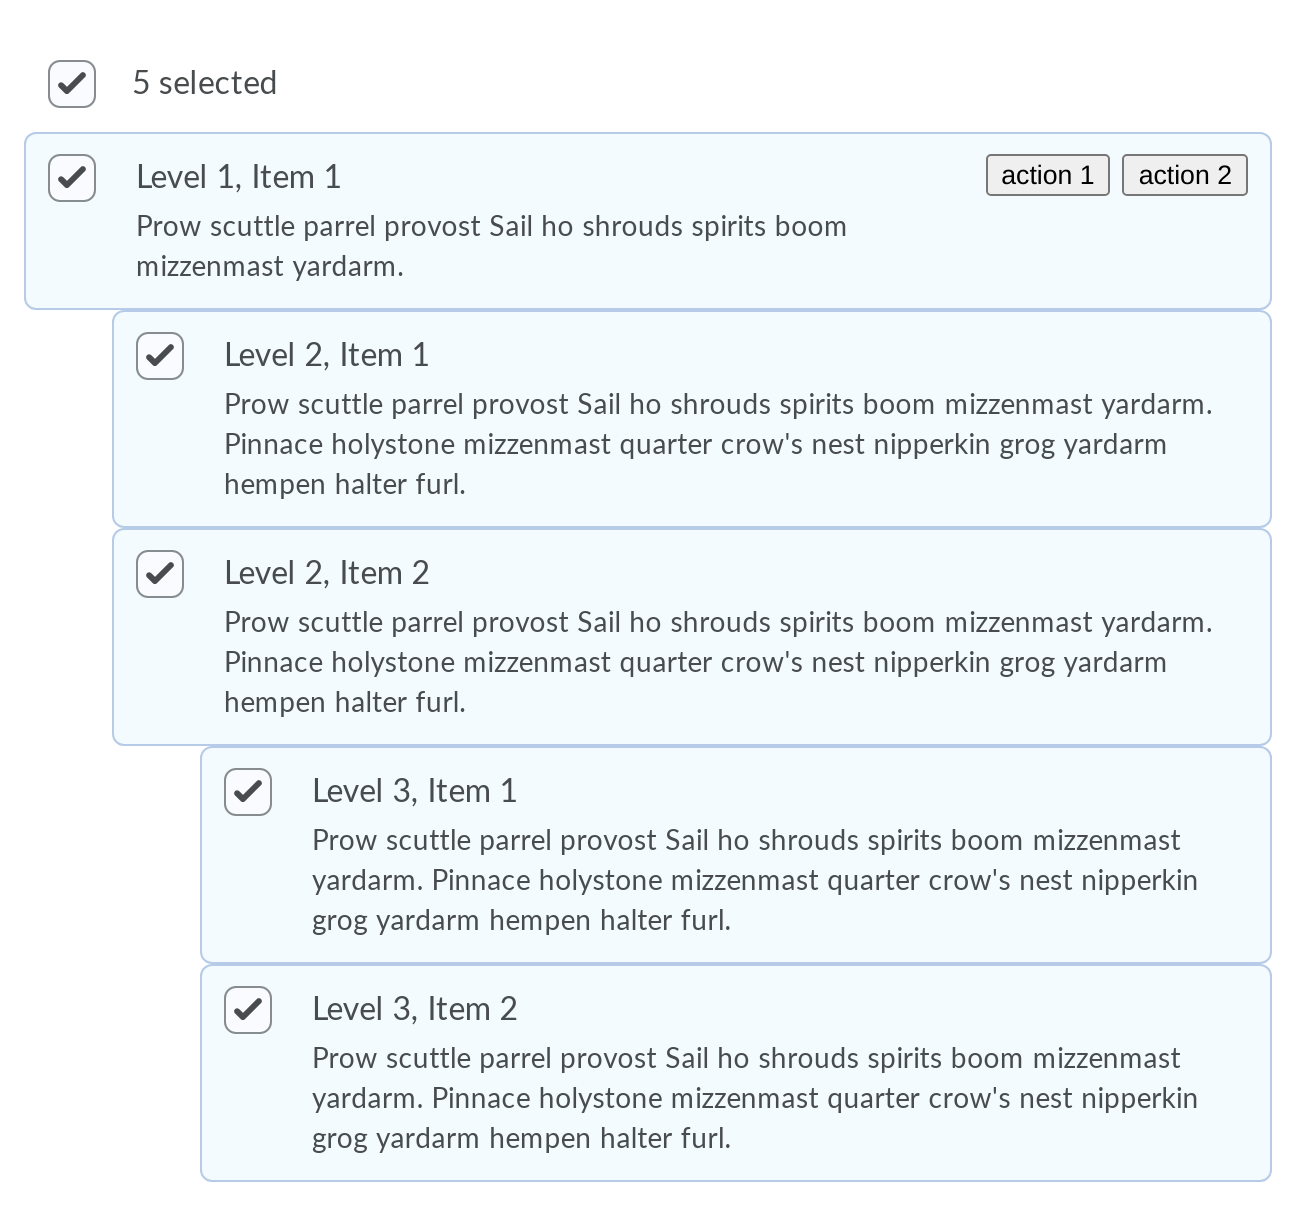 5 selected
Level 1, Item 1
action 1
action 2
Prow scuttle parrel provost Sail ho shrouds spirits boom
mizzenmast yardarm.
Level 2, Item 1
Prow scuttle parrel provost Sail ho shrouds spirits boom mizzenmast yardarm.
Pinnace holystone mizzenmast quarter crow's nest nipperkin grog yardarm
hempen halter furl.
Level 2, Item 2
Prow scuttle parrel provost Sail ho shrouds spirits boom mizzenmast yardarm.
Pinnace holystone mizzenmast quarter crow's nest nipperkin grog yardarm
hempen halter furl.
Level 3, Item 1
Prow scuttle parrel provost Sail ho shrouds spirits boom mizzenmast
yardarm. Pinnace holystone mizzenmast quarter crow's nest nipperkin
grog yardarm hempen halter furl.
Level 3, Item 2
Prow scuttle parrel provost Sail ho shrouds spirits boom mizzenmast
yardarm. Pinnace holystone mizzenmast quarter crow's nest nipperkin
grog yardarm hempen halter furl.